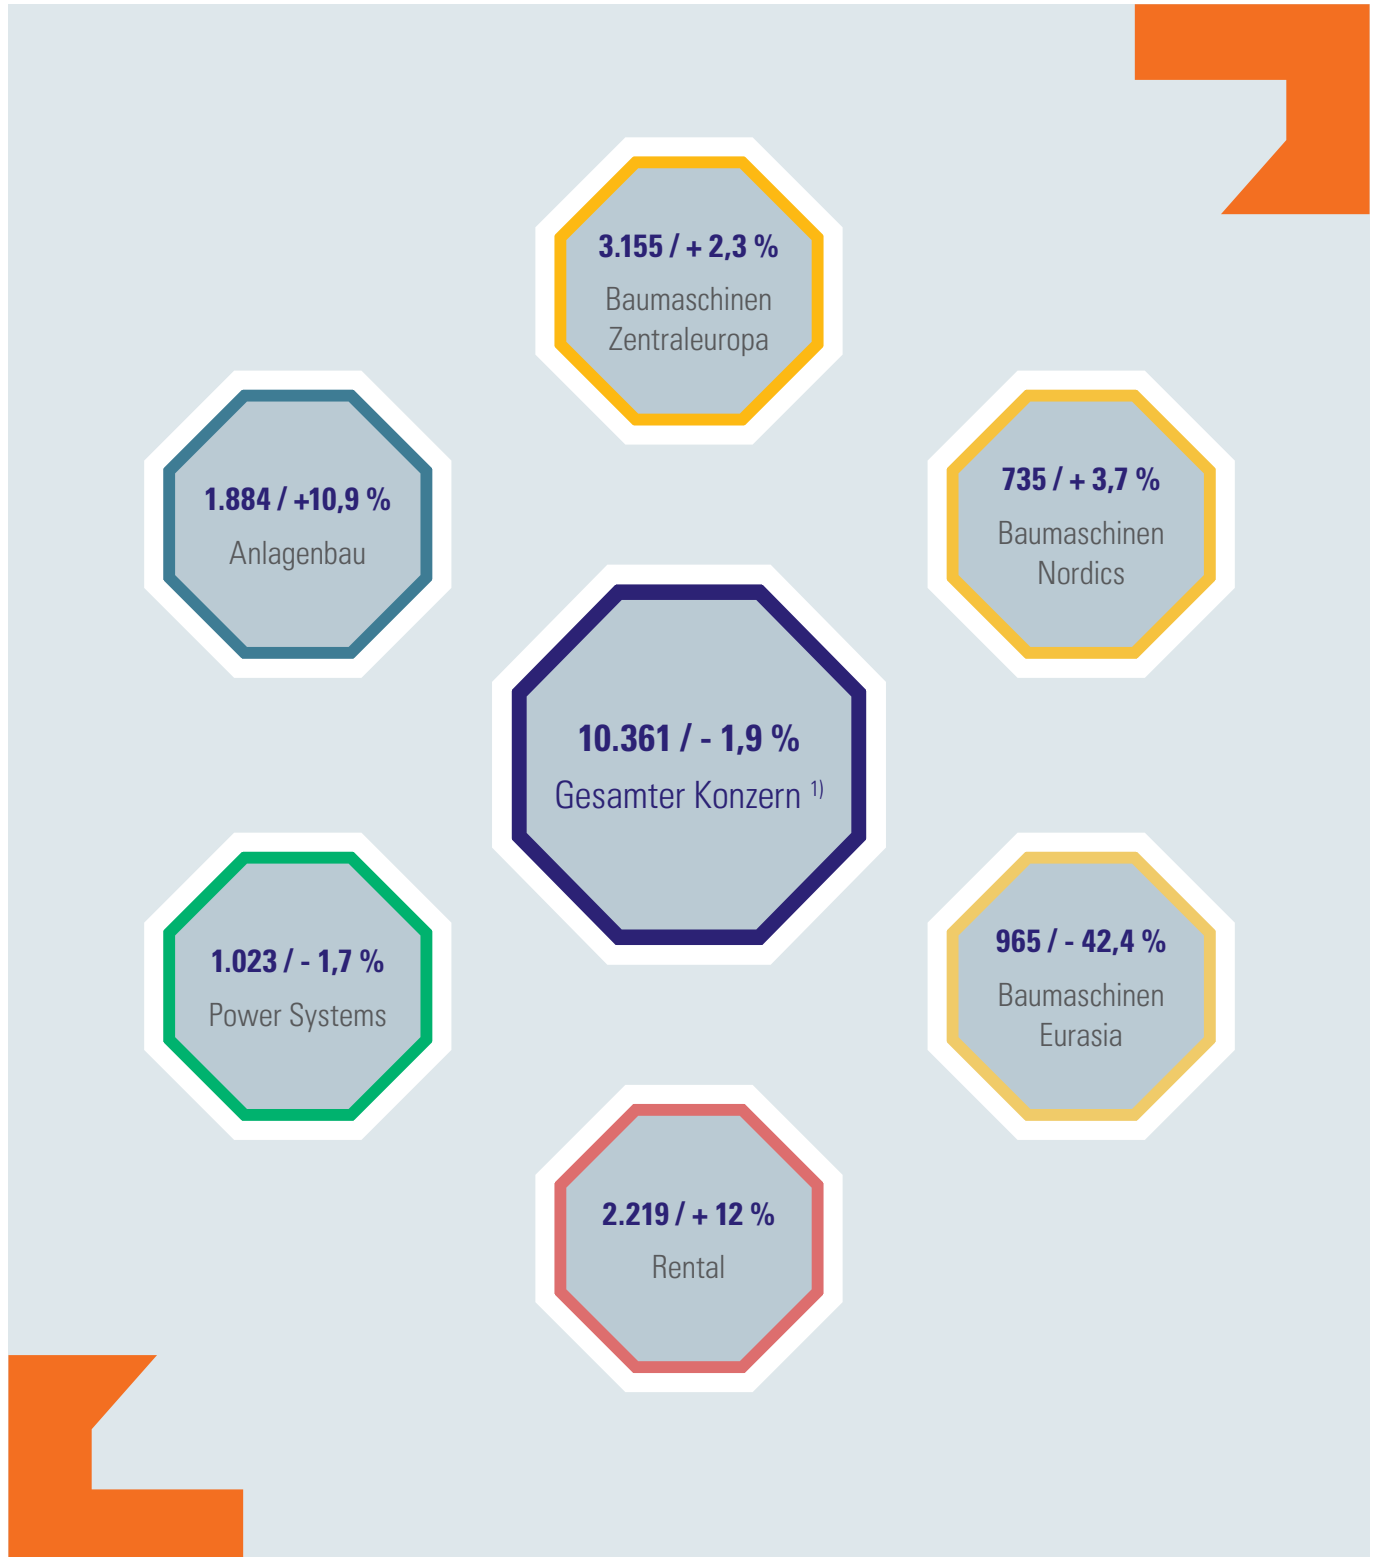 3.155 / + 2,3 %
Baumaschinen
Zentraleuropa
1.884 / +10,9 %
Anlagenbau
735 / + 3,7 %
Baumaschinen
Nordics
10.361 / - 1,9 %
Gesamter Konzern ¹⁾
1.023 / - 1,7 %
Power Systems
965 / - 42,4 %
Baumaschinen
Eurasia
2.219 / + 12 %
Rental